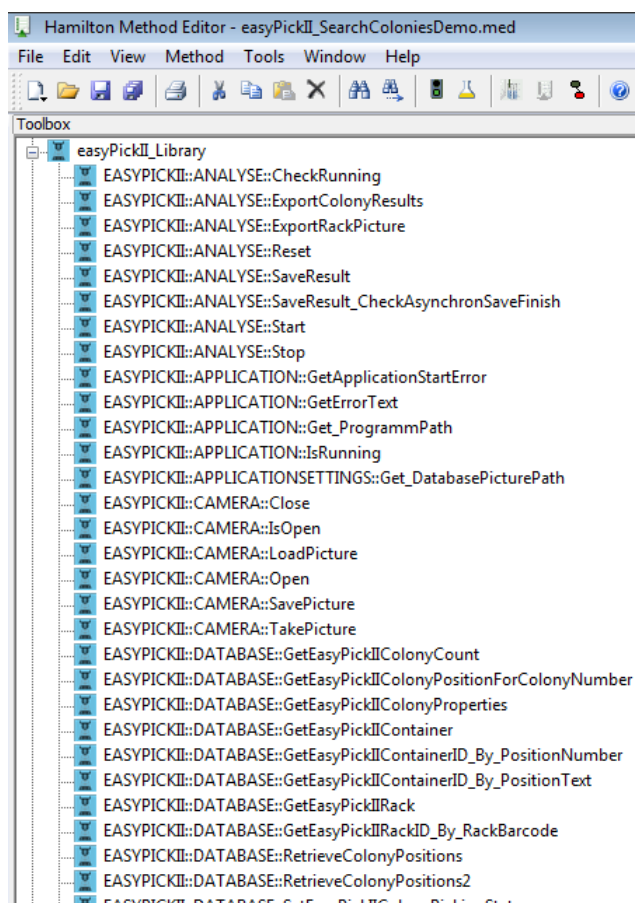 Hamilton Method Editor - easyPickII_SearchColoniesDemo.med
File Edit View Method Tools Window Help
Toolbox
easyPickII_Library
EASYPICKII::ANALYSE::CheckRunning
EASYPICKII::ANALYSE::ExportColonyResults
EASYPICKII::ANALYSE::ExportRackPicture
EASYPICKII::ANALYSE::Reset
EASYPICKII::ANALYSE::SaveResult
EASYPICKII::ANALYSE::SaveResult_CheckAsynchronSaveFinish
EASYPICKII::ANALYSE::Start
EASYPICKII::ANALYSE::Stop
EASYPICKII::APPLICATION::GetApplicationStartError
EASYPICKII::APPLICATION::GetErrorText
EASYPICKII::APPLICATION::Get_ProgrammPath
EASYPICKII::APPLICATION::IsRunning
EASYPICKII::APPLICATIONSETTINGS::Get_DatabasePicturePath
EASYPICKII::CAMERA::Close
EASYPICKII::CAMERA::IsOpen
EASYPICKII::CAMERA::LoadPicture
EASYPICKII::CAMERA::Open
EASYPICKII::CAMERA::SavePicture
EASYPICKII::CAMERA::TakePicture
EASYPICKII::DATABASE::GetEasyPickIIColonyCount
EASYPICKII::DATABASE::GetEasyPickIIColonyPositionForColonyNumber
EASYPICKII::DATABASE::GetEasyPickIIColonyProperties
EASYPICKII::DATABASE::GetEasyPickIIContainer
EASYPICKII::DATABASE::GetEasyPickIIContainerID_By_PositionNumber
EASYPICKII::DATABASE::GetEasyPickIIContainerID_By_PositionText
EASYPICKII::DATABASE::GetEasyPickIIRack
EASYPICKII::DATABASE::GetEasyPickIIRackID_By_RackBarcode
EASYPICKII::DATABASE::RetrieveColonyPositions
EASYPICKII::DATABASE::RetrieveColonyPositions2